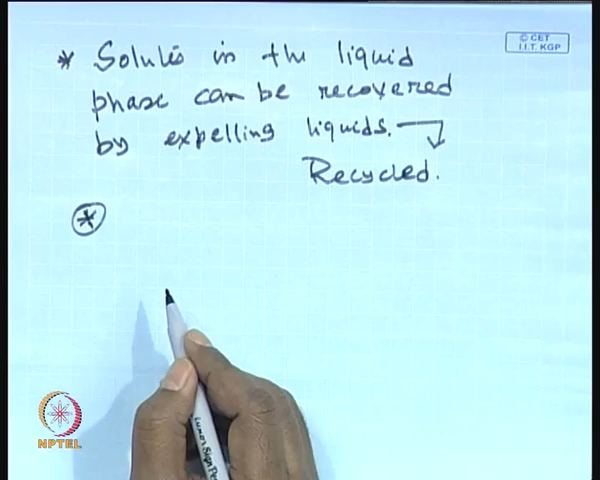 * Solutes in the liquid
phase can be recovered
by expelling liquids.
Recycled.
*
© CET
I.I.T. KGP
NPTEL